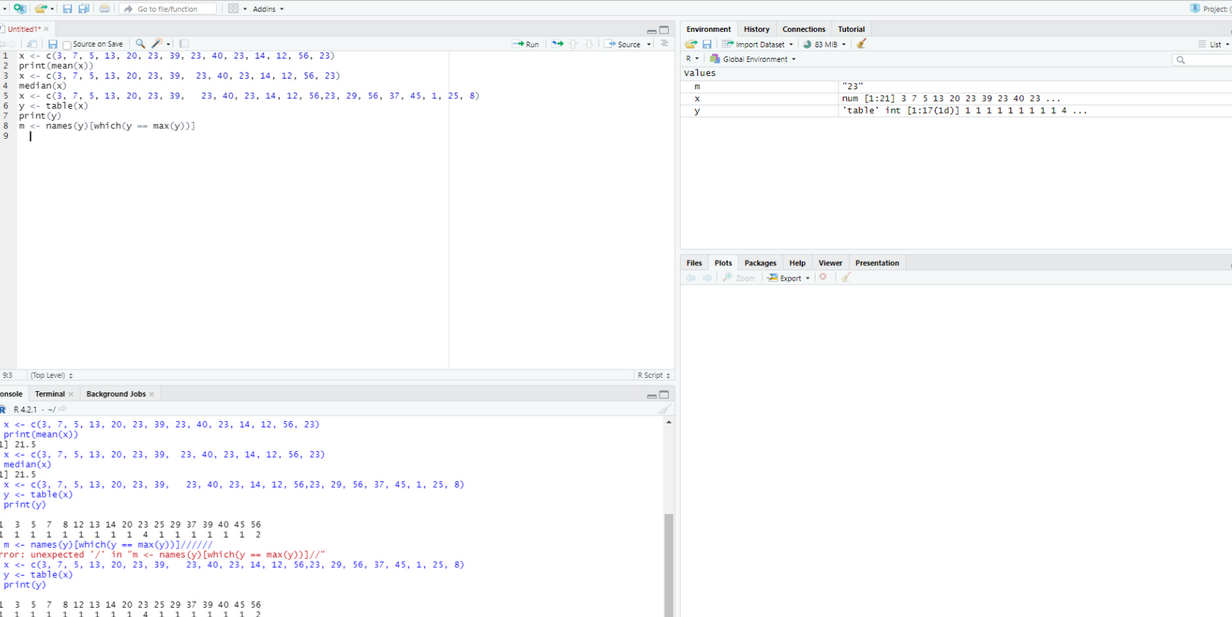 Go to file/function
Addins
Project: (
Untitled1*
Source on Save
Run
Source
1 x <- c(3, 7, 5, 13, 20, 23, 39, 23, 40, 23, 14, 12, 56, 23)
2 print(mean(x))
3 x <- c(3, 7, 5, 13, 20, 23, 39,  23, 40, 23, 14, 12, 56, 23)
4 median(x)
5 x <- c(3, 7, 5, 13, 20, 23, 39,   23, 40, 23, 14, 12, 56,23, 29, 56, 37, 45, 1, 25, 8)
6 y <- table(x)
7 print(y)
8 m <- names(y)[which(y == max(y))]
9
9:3 (Top Level) R Script
onsole Terminal Background Jobs
R R 4.2.1 · ~/
x <- c(3, 7, 5, 13, 20, 23, 39, 23, 40, 23, 14, 12, 56, 23)
print(mean(x))
1] 21.5
x <- c(3, 7, 5, 13, 20, 23, 39,  23, 40, 23, 14, 12, 56, 23)
median(x)
1] 21.5
x <- c(3, 7, 5, 13, 20, 23, 39,   23, 40, 23, 14, 12, 56,23, 29, 56, 37, 45, 1, 25, 8)
y <- table(x)
print(y)
1  3  5  7  8 12 13 14 20 23 25 29 37 39 40 45 56
1  1  1  1  1  1  1  1  1  4  1  1  1  1  1  1  2
m <- names(y)[which(y == max(y))]//////
rror: unexpected '/' in "m <- names(y)[which(y == max(y))]//"
x <- c(3, 7, 5, 13, 20, 23, 39,   23, 40, 23, 14, 12, 56,23, 29, 56, 37, 45, 1, 25, 8)
y <- table(x)
print(y)
1  3  5  7  8 12 13 14 20 23 25 29 37 39 40 45 56
1  1  1  1  1  1  1  1  1  4  1  1  1  1  1  1  2
Environment History Connections Tutorial
Import Dataset 83 MiB List
R Global Environment
values
m "23"
x num [1:21] 3 7 5 13 20 23 39 23 40 23 ...
y 'table' int [1:17(1d)] 1 1 1 1 1 1 1 1 1 4 ...
Files Plots Packages Help Viewer Presentation
Zoom Export